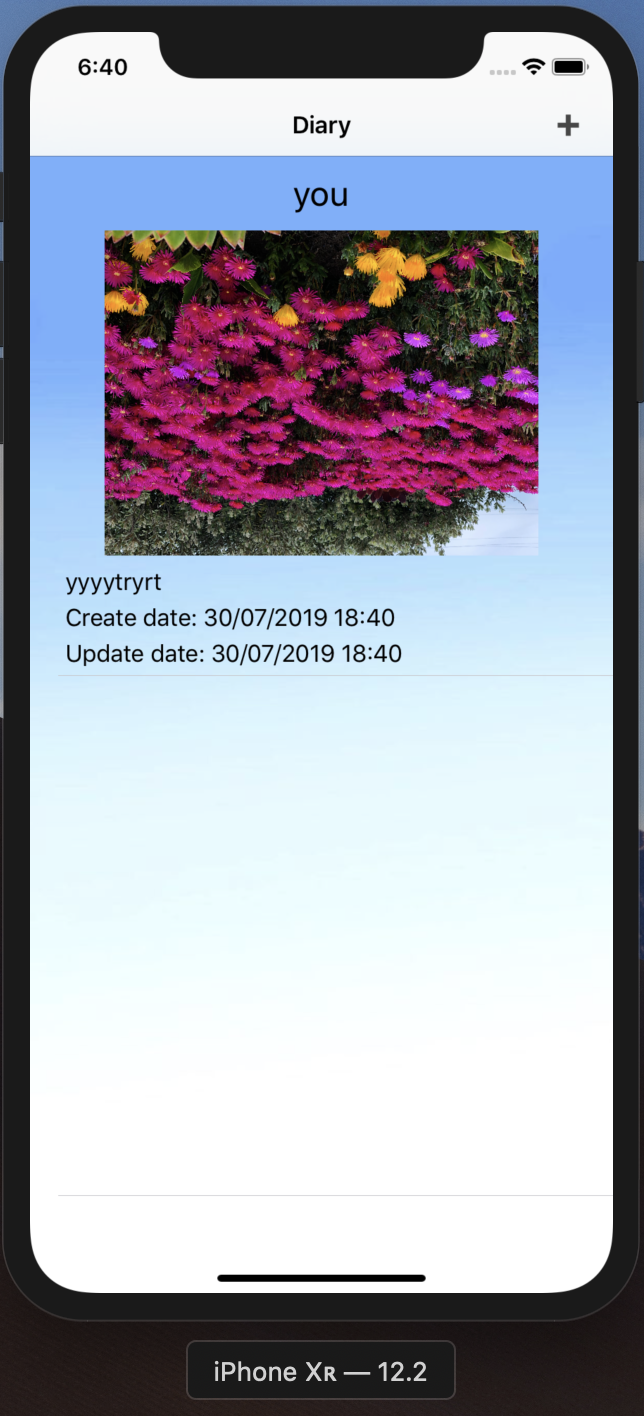 6:40
Diary
you
yyyytryrt
Create date: 30/07/2019 18:40
Update date: 30/07/2019 18:40
iPhone Xʀ — 12.2